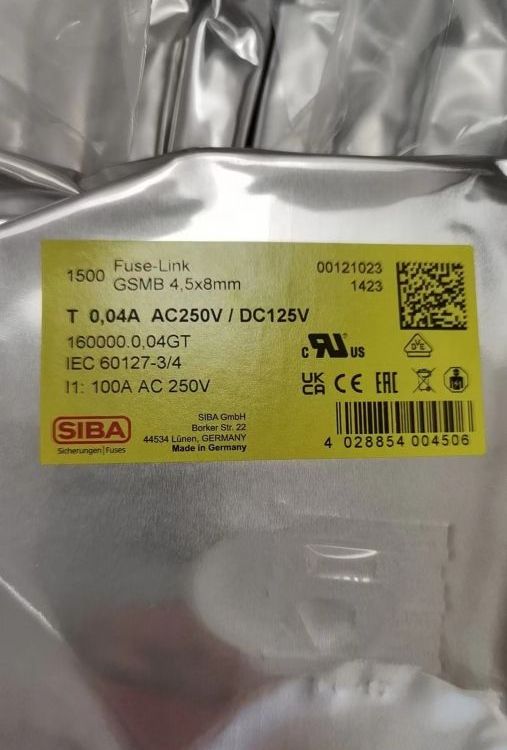 1500 Fuse-Link 00121023
GSMB 4,5x8mm 1423
T 0,04A AC250V / DC125V
160000.0,04GT
IEC 60127-3/4
I1: 100A AC 250V
c RU US
VDE
UK CA CE EAC
SIBA
Sicherungen|Fuses
SIBA GmbH
Borker Str. 22
44534 Lünen, GERMANY
Made in Germany
4 028854 004506